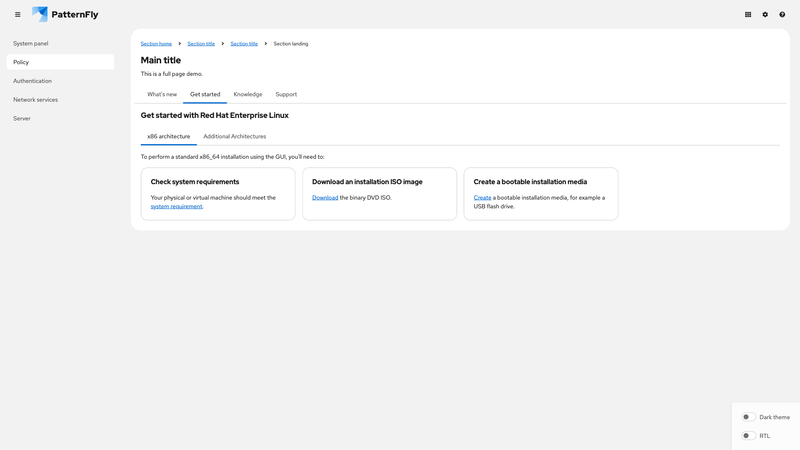 PatternFly
System panel
Policy
Authentication
Network services
Server
Section home > Section title > Section title > Section landing
Main title
This is a full page demo.
What's new Get started Knowledge Support
Get started with Red Hat Enterprise Linux
x86 architecture Additional Architectures
To perform a standard x86_64 installation using the GUI, you'll need to:
Check system requirements
Your physical or virtual machine should meet the
system requirement.
Download an installation ISO image
Download the binary DVD ISO.
Create a bootable installation media
Create a bootable installation media, for example a
USB flash drive.
Dark theme
RTL